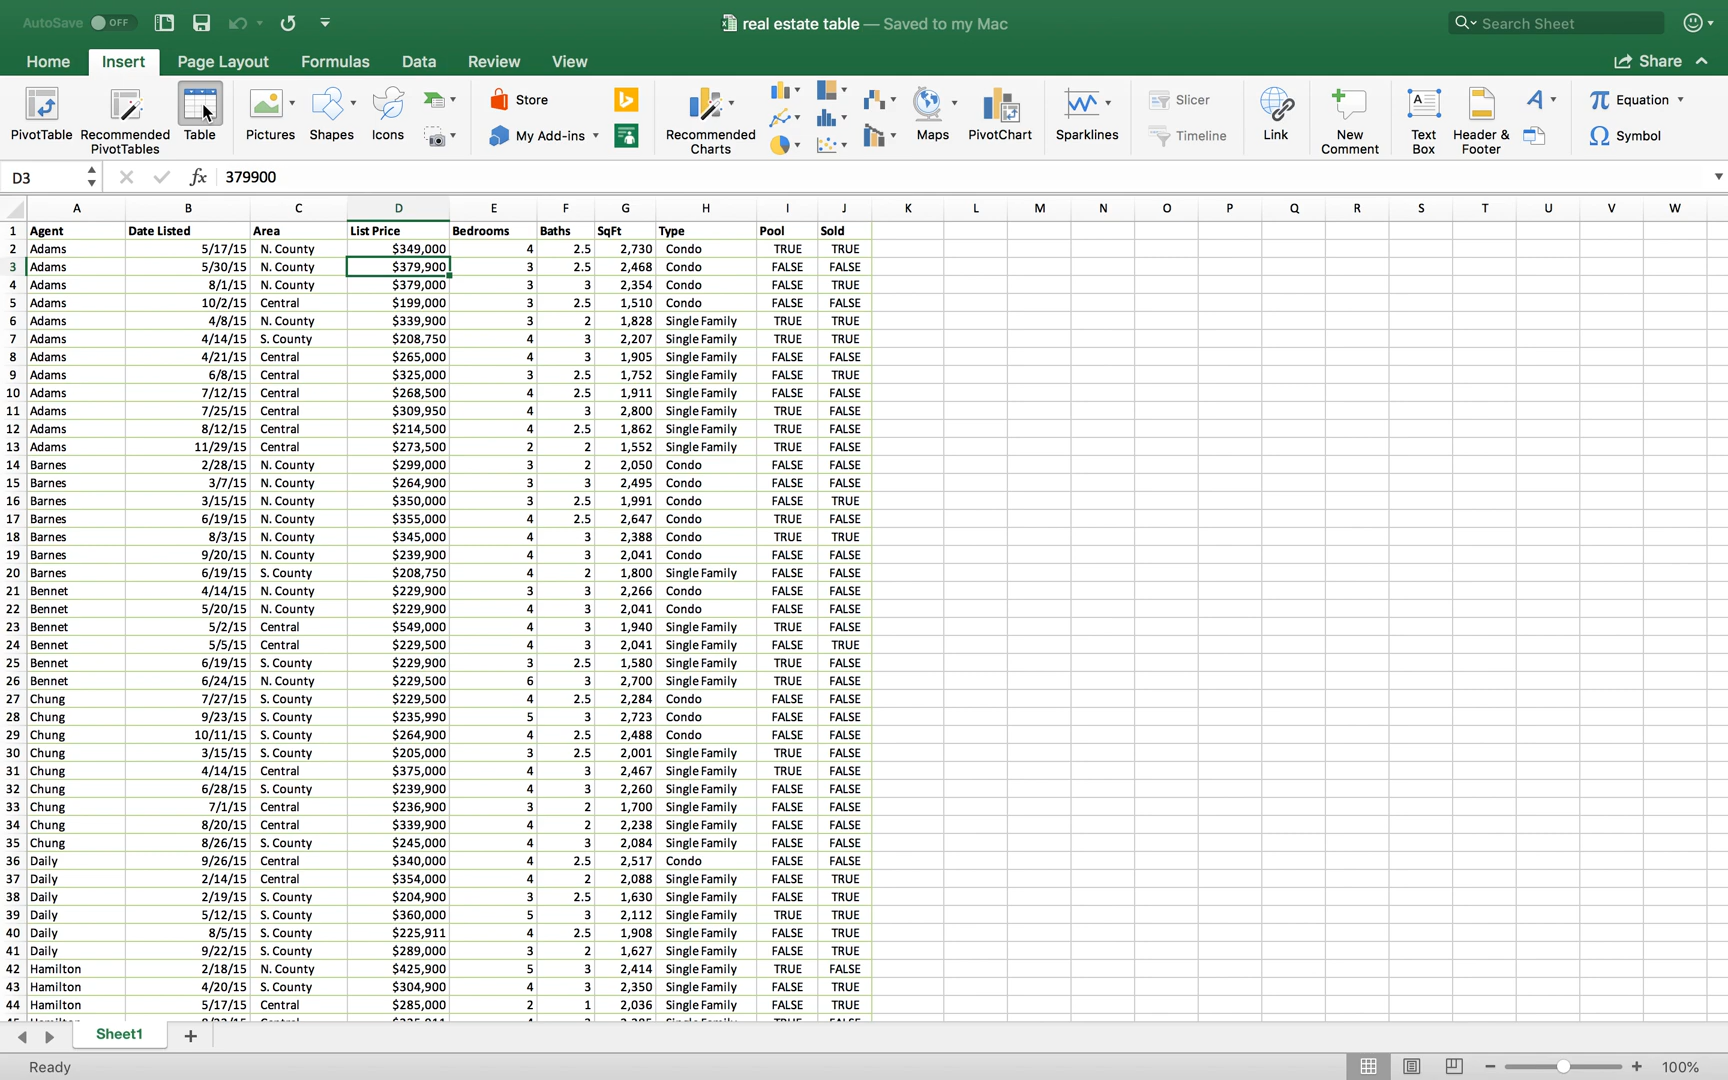 AutoSave OFF
real estate table — Saved to my Mac
Search Sheet
Home Insert Page Layout Formulas Data Review View
Share
PivotTable
Recommended PivotTables
Table
Pictures
Shapes
Icons
Store
My Add-ins
Recommended Charts
Maps
PivotChart
Sparklines
Slicer
Timeline
Link
New Comment
Text Box
Header & Footer
Equation
Symbol
D3 fx 379900
A B C D E F G H I J K L M N O P Q R S T U V W
1 Agent Date Listed Area List Price Bedrooms Baths SqFt Type Pool Sold
2 Adams 5/17/15 N. County $349,000 4 2.5 2,730 Condo TRUE TRUE
3 Adams 5/30/15 N. County $379,900 3 2.5 2,468 Condo FALSE FALSE
4 Adams 8/1/15 N. County $379,000 3 3 2,354 Condo FALSE TRUE
5 Adams 10/2/15 Central $199,000 3 2.5 1,510 Condo FALSE FALSE
6 Adams 4/8/15 N. County $339,900 3 2 1,828 Single Family TRUE TRUE
7 Adams 4/14/15 S. County $208,750 4 3 2,207 Single Family TRUE TRUE
8 Adams 4/21/15 Central $265,000 4 3 1,905 Single Family FALSE FALSE
9 Adams 6/8/15 Central $325,000 3 2.5 1,752 Single Family FALSE TRUE
10 Adams 7/12/15 Central $268,500 4 2.5 1,911 Single Family FALSE FALSE
11 Adams 7/25/15 Central $309,950 4 3 2,800 Single Family TRUE FALSE
12 Adams 8/12/15 Central $214,500 4 2.5 1,862 Single Family TRUE FALSE
13 Adams 11/29/15 Central $273,500 2 2 1,552 Single Family TRUE FALSE
14 Barnes 2/28/15 N. County $299,000 3 2 2,050 Condo FALSE FALSE
15 Barnes 3/7/15 N. County $264,900 3 3 2,495 Condo FALSE FALSE
16 Barnes 3/15/15 N. County $350,000 3 2.5 1,991 Condo FALSE TRUE
17 Barnes 6/19/15 N. County $355,000 4 2.5 2,647 Condo TRUE FALSE
18 Barnes 8/3/15 N. County $345,000 4 3 2,388 Condo TRUE TRUE
19 Barnes 9/20/15 N. County $239,900 4 3 2,041 Condo FALSE FALSE
20 Barnes 6/19/15 S. County $208,750 4 2 1,800 Single Family FALSE FALSE
21 Bennet 4/14/15 N. County $229,900 3 3 2,266 Condo FALSE FALSE
22 Bennet 5/20/15 N. County $229,900 4 3 2,041 Condo FALSE FALSE
23 Bennet 5/2/15 Central $549,000 4 3 1,940 Single Family TRUE FALSE
24 Bennet 5/5/15 Central $229,500 4 3 2,041 Single Family FALSE TRUE
25 Bennet 6/19/15 S. County $229,900 3 2.5 1,580 Single Family TRUE FALSE
26 Bennet 6/24/15 N. County $229,500 6 3 2,700 Single Family TRUE FALSE
27 Chung 7/27/15 S. County $229,500 4 2.5 2,284 Condo FALSE FALSE
28 Chung 9/23/15 S. County $235,990 5 3 2,723 Condo FALSE FALSE
29 Chung 10/11/15 S. County $264,900 4 2.5 2,488 Condo FALSE FALSE
30 Chung 3/15/15 S. County $205,000 3 2.5 2,001 Single Family TRUE FALSE
31 Chung 4/14/15 Central $375,000 4 3 2,467 Single Family TRUE FALSE
32 Chung 6/28/15 S. County $239,900 4 3 2,260 Single Family FALSE FALSE
33 Chung 7/1/15 Central $236,900 3 2 1,700 Single Family FALSE FALSE
34 Chung 8/20/15 Central $339,900 4 2 2,238 Single Family FALSE FALSE
35 Chung 8/26/15 S. County $245,000 4 3 2,084 Single Family FALSE FALSE
36 Daily 9/26/15 Central $340,000 4 2.5 2,517 Condo FALSE FALSE
37 Daily 2/14/15 Central $354,000 4 2 2,088 Single Family FALSE TRUE
38 Daily 2/19/15 S. County $204,900 3 2.5 1,630 Single Family FALSE TRUE
39 Daily 5/12/15 S. County $360,000 5 3 2,112 Single Family TRUE TRUE
40 Daily 8/5/15 S. County $225,911 4 2.5 1,908 Single Family FALSE TRUE
41 Daily 9/22/15 S. County $289,000 3 2 1,627 Single Family FALSE TRUE
42 Hamilton 2/18/15 N. County $425,900 5 3 2,414 Single Family TRUE FALSE
43 Hamilton 4/20/15 S. County $304,900 4 3 2,350 Single Family FALSE TRUE
44 Hamilton 5/17/15 Central $285,000 2 1 2,036 Single Family FALSE TRUE
Sheet1
Ready
100%